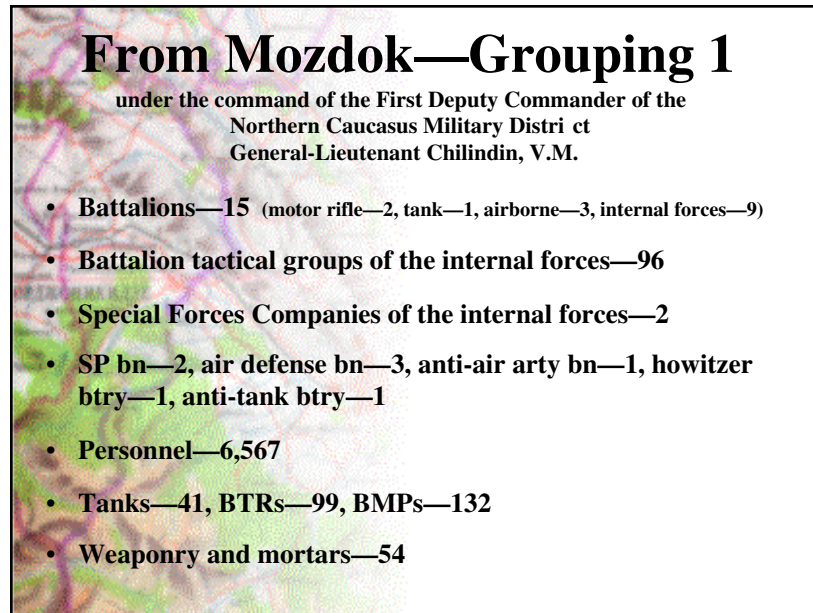 From Mozdok—Grouping 1
under the command of the First Deputy Commander of the
Northern Caucasus Military Distri ct
General-Lieutenant Chilindin, V.M.
• Battalions—15 (motor rifle—2, tank—1, airborne—3, internal forces—9)
• Battalion tactical groups of the internal forces—96
• Special Forces Companies of the internal forces—2
• SP bn—2, air defense bn—3, anti-air arty bn—1, howitzer
btry—1, anti-tank btry—1
• Personnel—6,567
• Tanks—41, BTRs—99, BMPs—132
• Weaponry and mortars—54